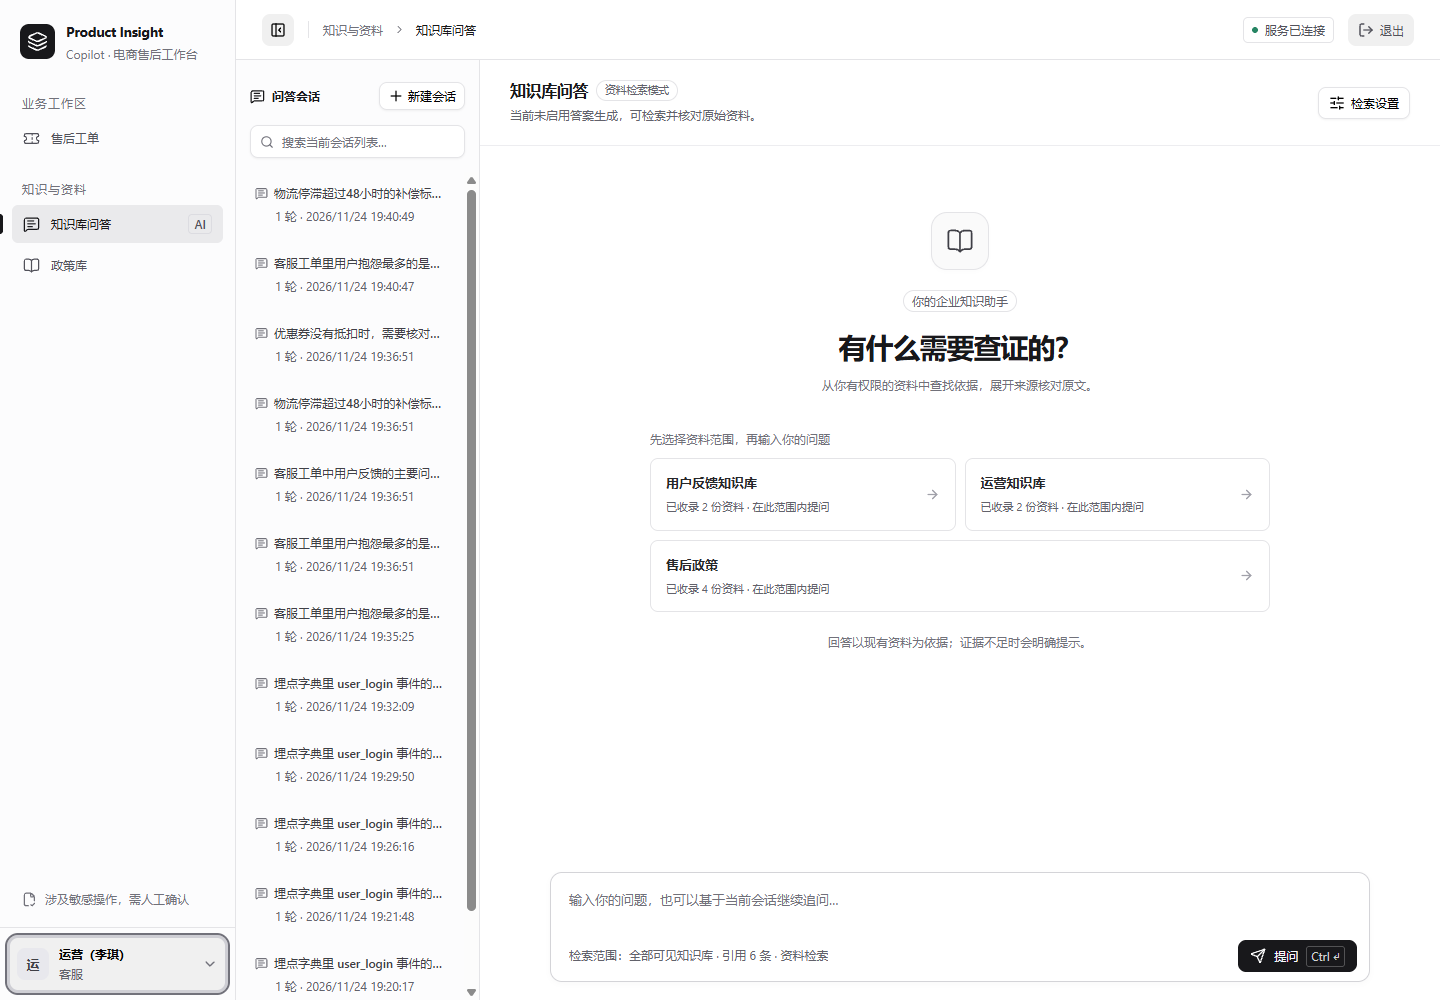 Product Insight
Copilot · 电商售后工作台
业务工作区
售后工单
知识与资料
知识库问答 AI
政策库
涉及敏感操作，需人工确认
运 运营（李琪）
客服
知识与资料 > 知识库问答
服务已连接
退出
问答会话
新建会话
搜索当前会话列表...
物流停滞超过48小时的补偿标...
1 轮 · 2026/11/24 19:40:49
客服工单里用户抱怨最多的是...
1 轮 · 2026/11/24 19:40:47
优惠券没有抵扣时，需要核对...
1 轮 · 2026/11/24 19:36:51
物流停滞超过48小时的补偿标...
1 轮 · 2026/11/24 19:36:51
客服工单中用户反馈的主要问...
1 轮 · 2026/11/24 19:36:51
客服工单里用户抱怨最多的是...
1 轮 · 2026/11/24 19:36:51
客服工单里用户抱怨最多的是...
1 轮 · 2026/11/24 19:35:25
埋点字典里 user_login 事件的...
1 轮 · 2026/11/24 19:32:09
埋点字典里 user_login 事件的...
1 轮 · 2026/11/24 19:29:50
埋点字典里 user_login 事件的...
1 轮 · 2026/11/24 19:26:16
埋点字典里 user_login 事件的...
1 轮 · 2026/11/24 19:21:48
埋点字典里 user_login 事件的...
1 轮 · 2026/11/24 19:20:17
知识库问答 资料检索模式
当前未启用答案生成，可检索并核对原始资料。
检索设置
你的企业知识助手
有什么需要查证的？
从你有权限的资料中查找依据，展开来源核对原文。
先选择资料范围，再输入你的问题
用户反馈知识库
已收录 2 份资料 · 在此范围内提问
运营知识库
已收录 2 份资料 · 在此范围内提问
售后政策
已收录 4 份资料 · 在此范围内提问
回答以现有资料为依据；证据不足时会明确提示。
输入你的问题，也可以基于当前会话继续追问...
检索范围：全部可见知识库 · 引用 6 条 · 资料检索
提问 Ctrl ↵